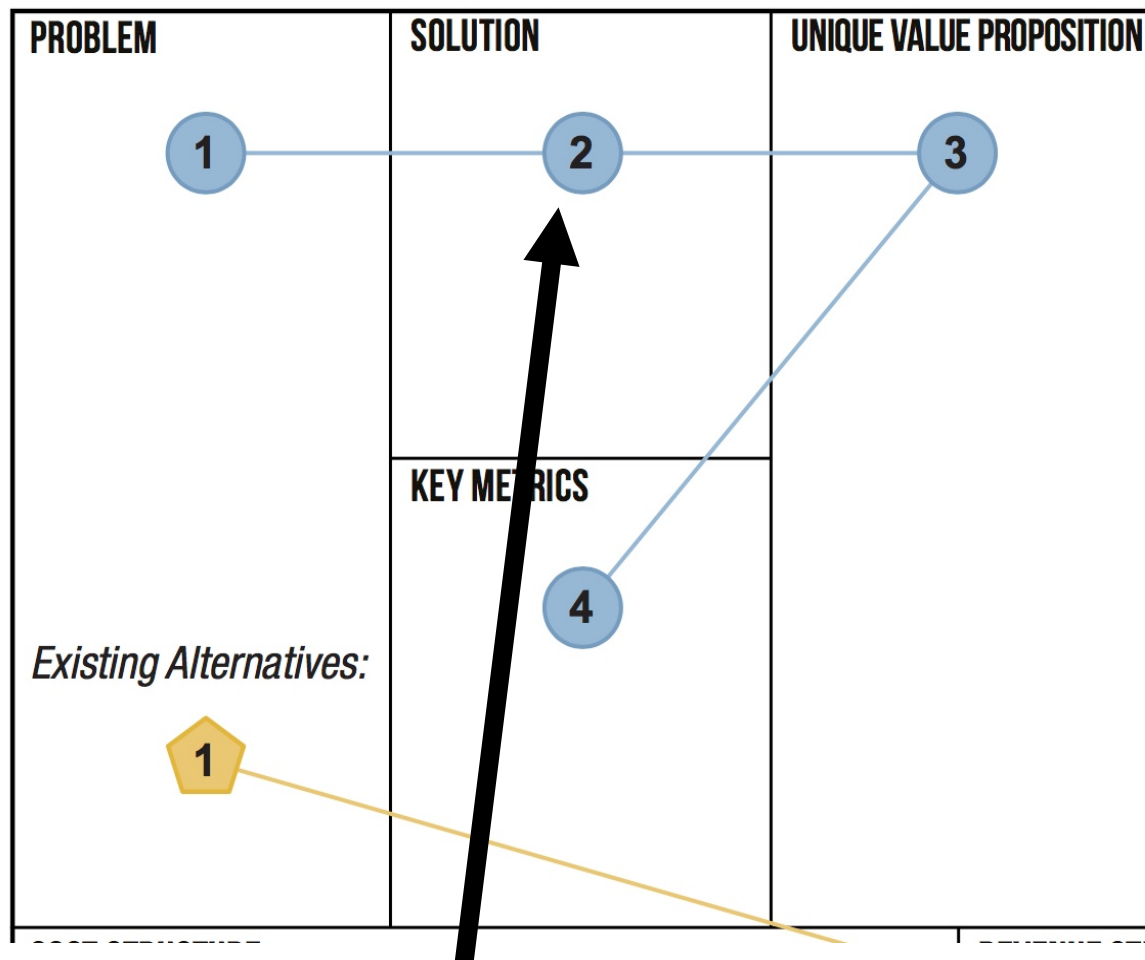 PROBLEM
SOLUTION
UNIQUE VALUE PROPOSITION
1
2
3
KEY METRICS
4
Existing Alternatives:
1